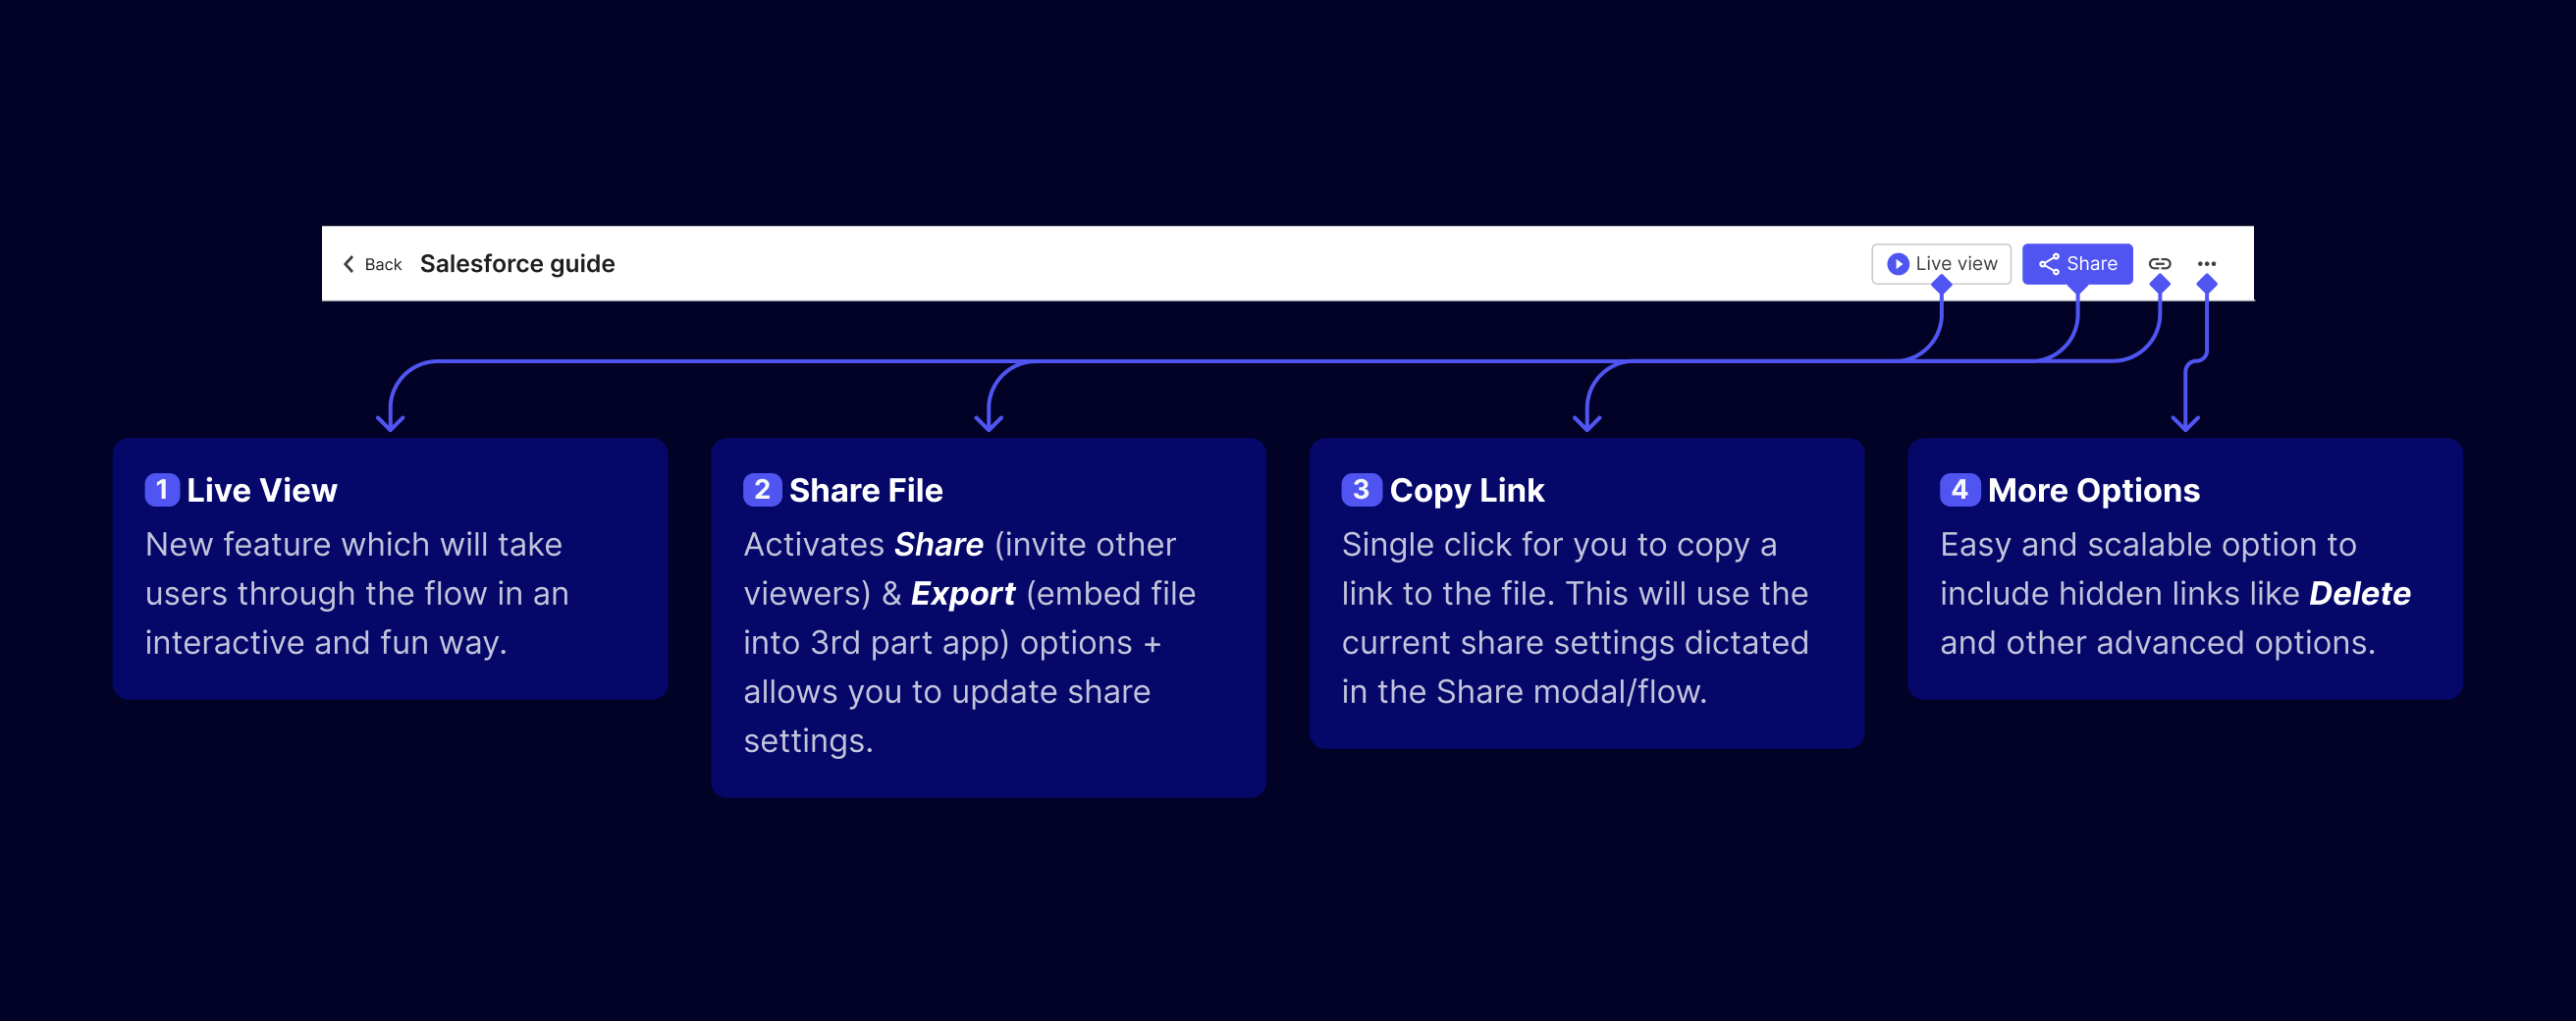 Back Salesforce guide Live view Share
1 Live View
New feature which will take
users through the flow in an
interactive and fun way.
2 Share File
Activates Share (invite other
viewers) & Export (embed file
into 3rd part app) options +
allows you to update share
settings.
3 Copy Link
Single click for you to copy a
link to the file. This will use the
current share settings dictated
in the Share modal/flow.
4 More Options
Easy and scalable option to
include hidden links like Delete
and other advanced options.